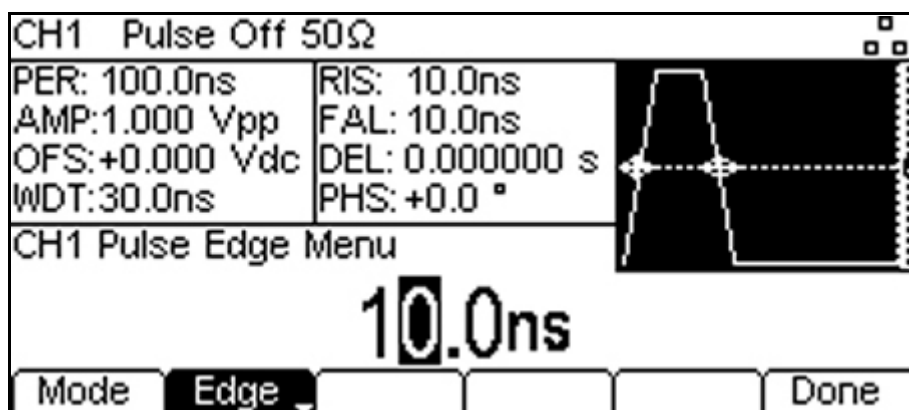 CH1 Pulse Off 50Ω
PER: 100.0ns
AMP:1.000 Vpp
OFS:+0.000 Vdc
WDT:30.0ns
RIS: 10.0ns
FAL: 10.0ns
DEL: 0.000000 s
PHS: +0.0 °
CH1 Pulse Edge Menu
10.0ns
Mode Edge Done